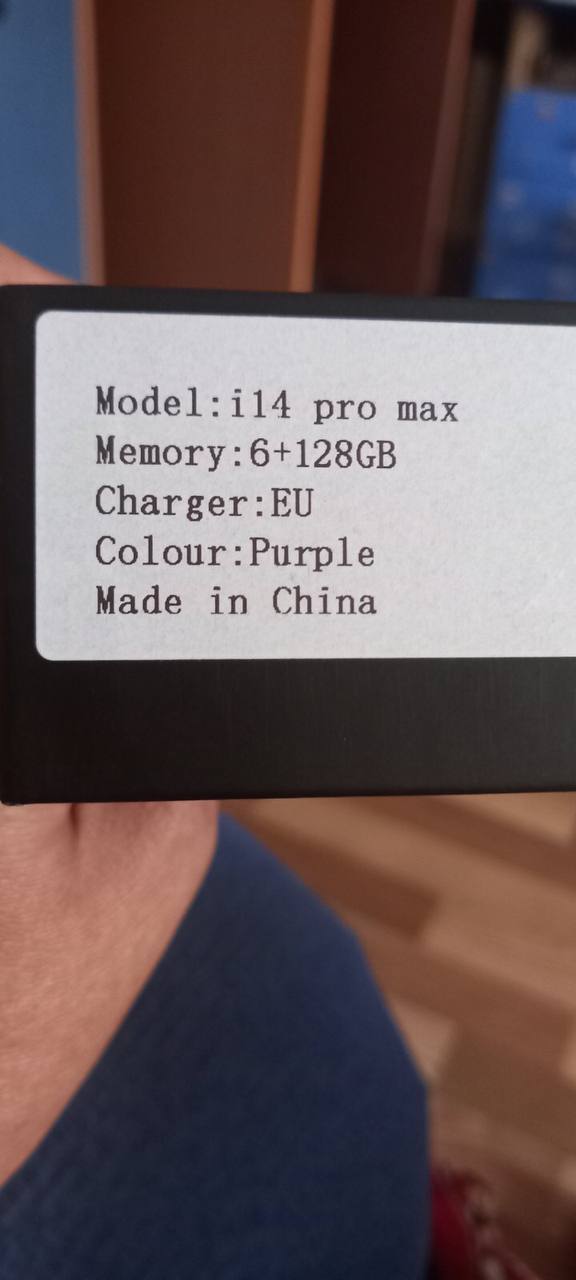 Model:i14 pro max
Memory:6+128GB
Charger:EU
Colour:Purple
Made in China